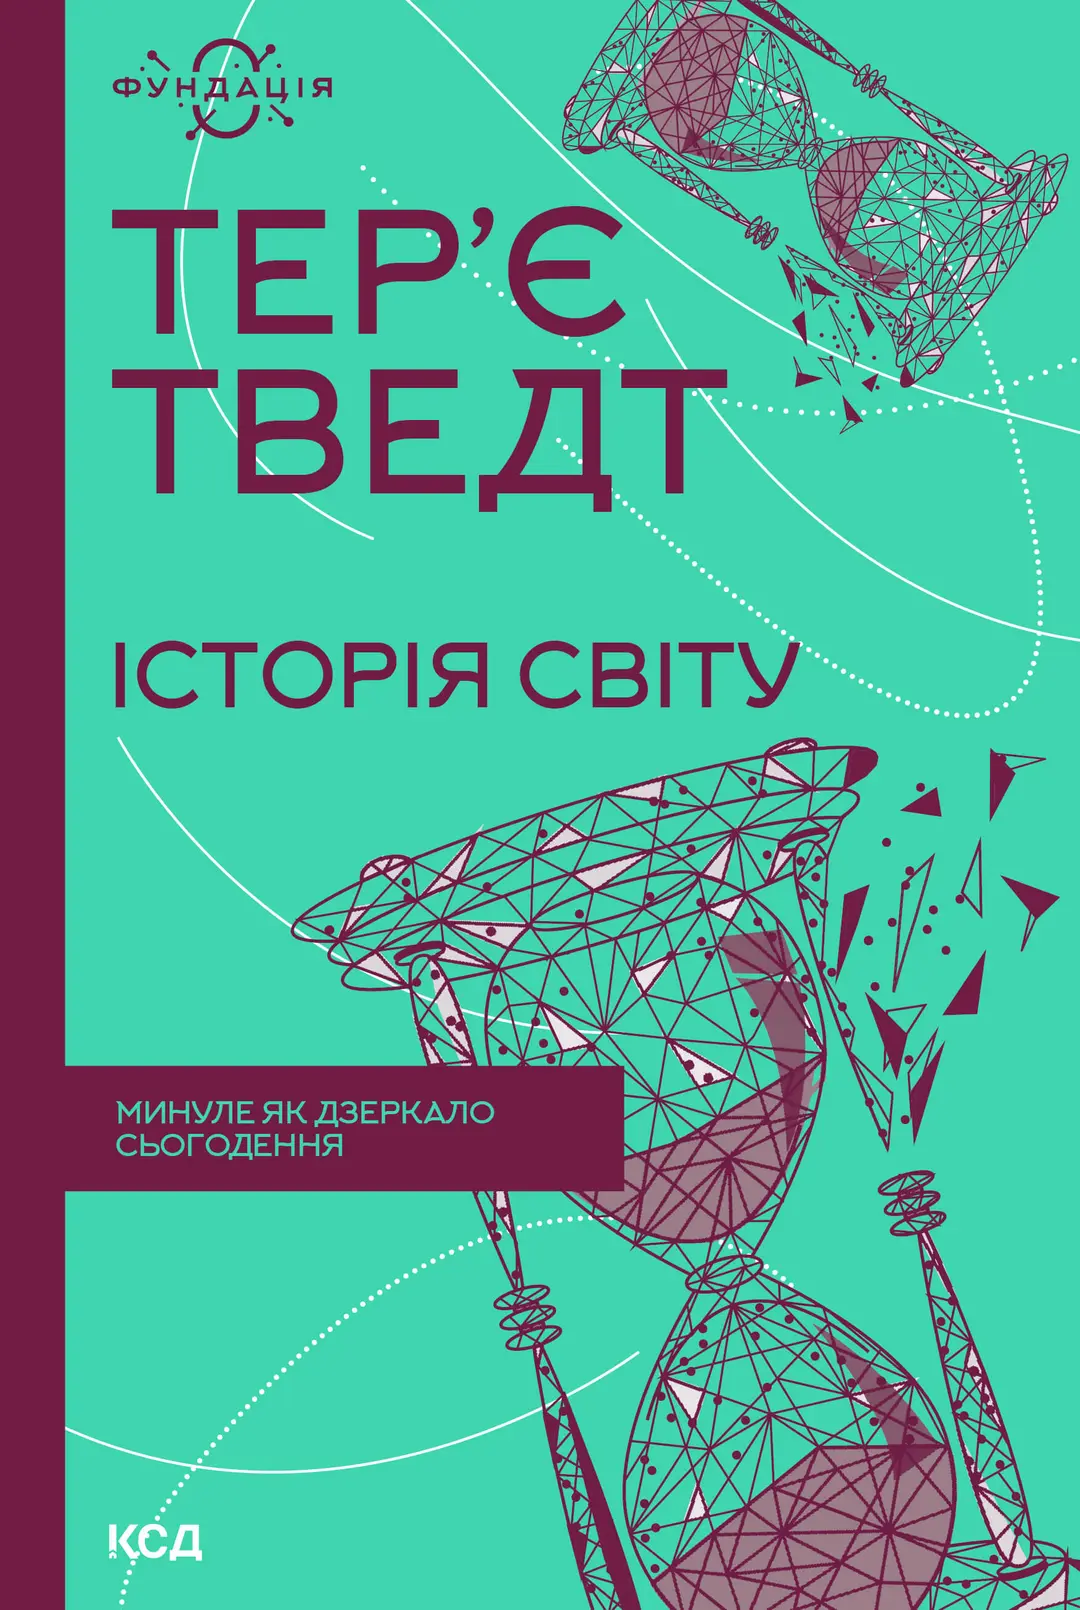 ФУНДАЦІЯ
ТЕР’Є
ТВЕДТ
ІСТОРІЯ СВІТУ
МИНУЛЕ ЯК ДЗЕРКАЛО
СЬОГОДЕННЯ
КСД